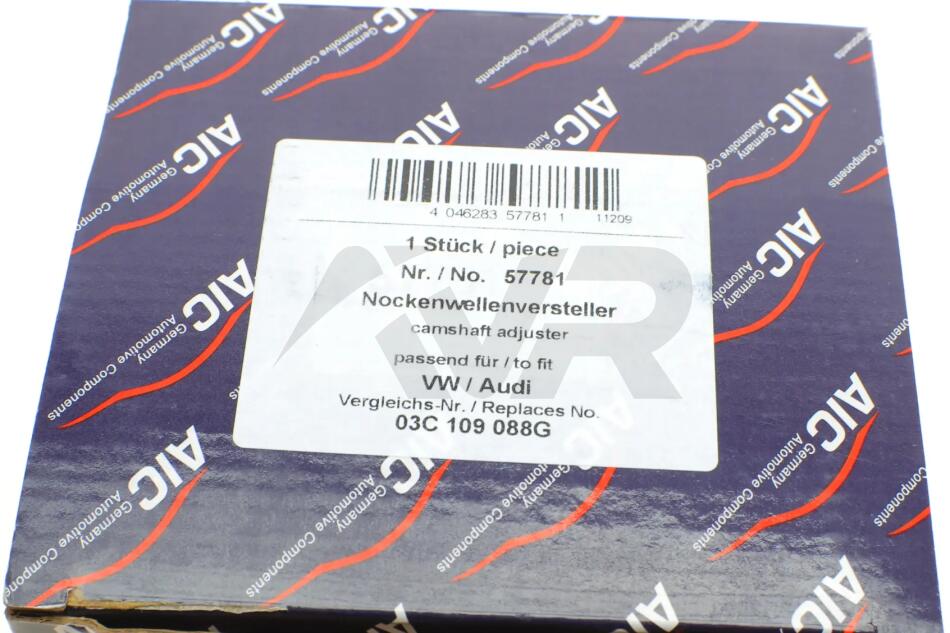 AIC Germany
Automotive Components
4 046283 57781 1 11209
1 Stück / piece
Nr. / No. 57781
Nockenwellenversteller
camshaft adjuster
passend für / to fit
VW / Audi
Vergleichs-Nr. / Replaces No.
03C 109 088G
AVR